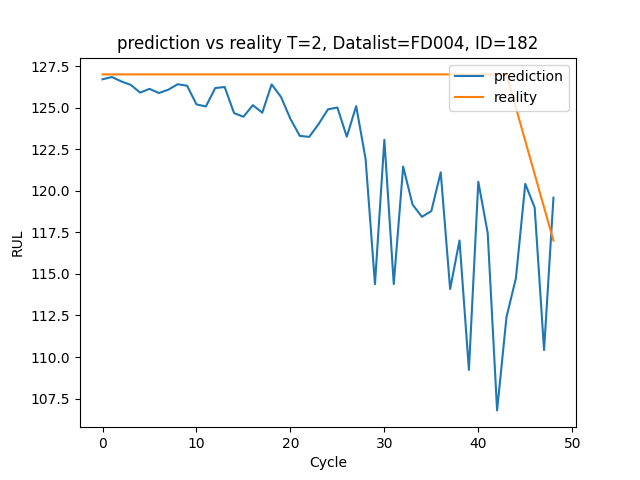 prediction vs reality T=2, Datalist=FD004, ID=182
prediction
reality
127.5
125.0
122.5
120.0
117.5
115.0
112.5
110.0
107.5
RUL
0 10 20 30 40 50
Cycle